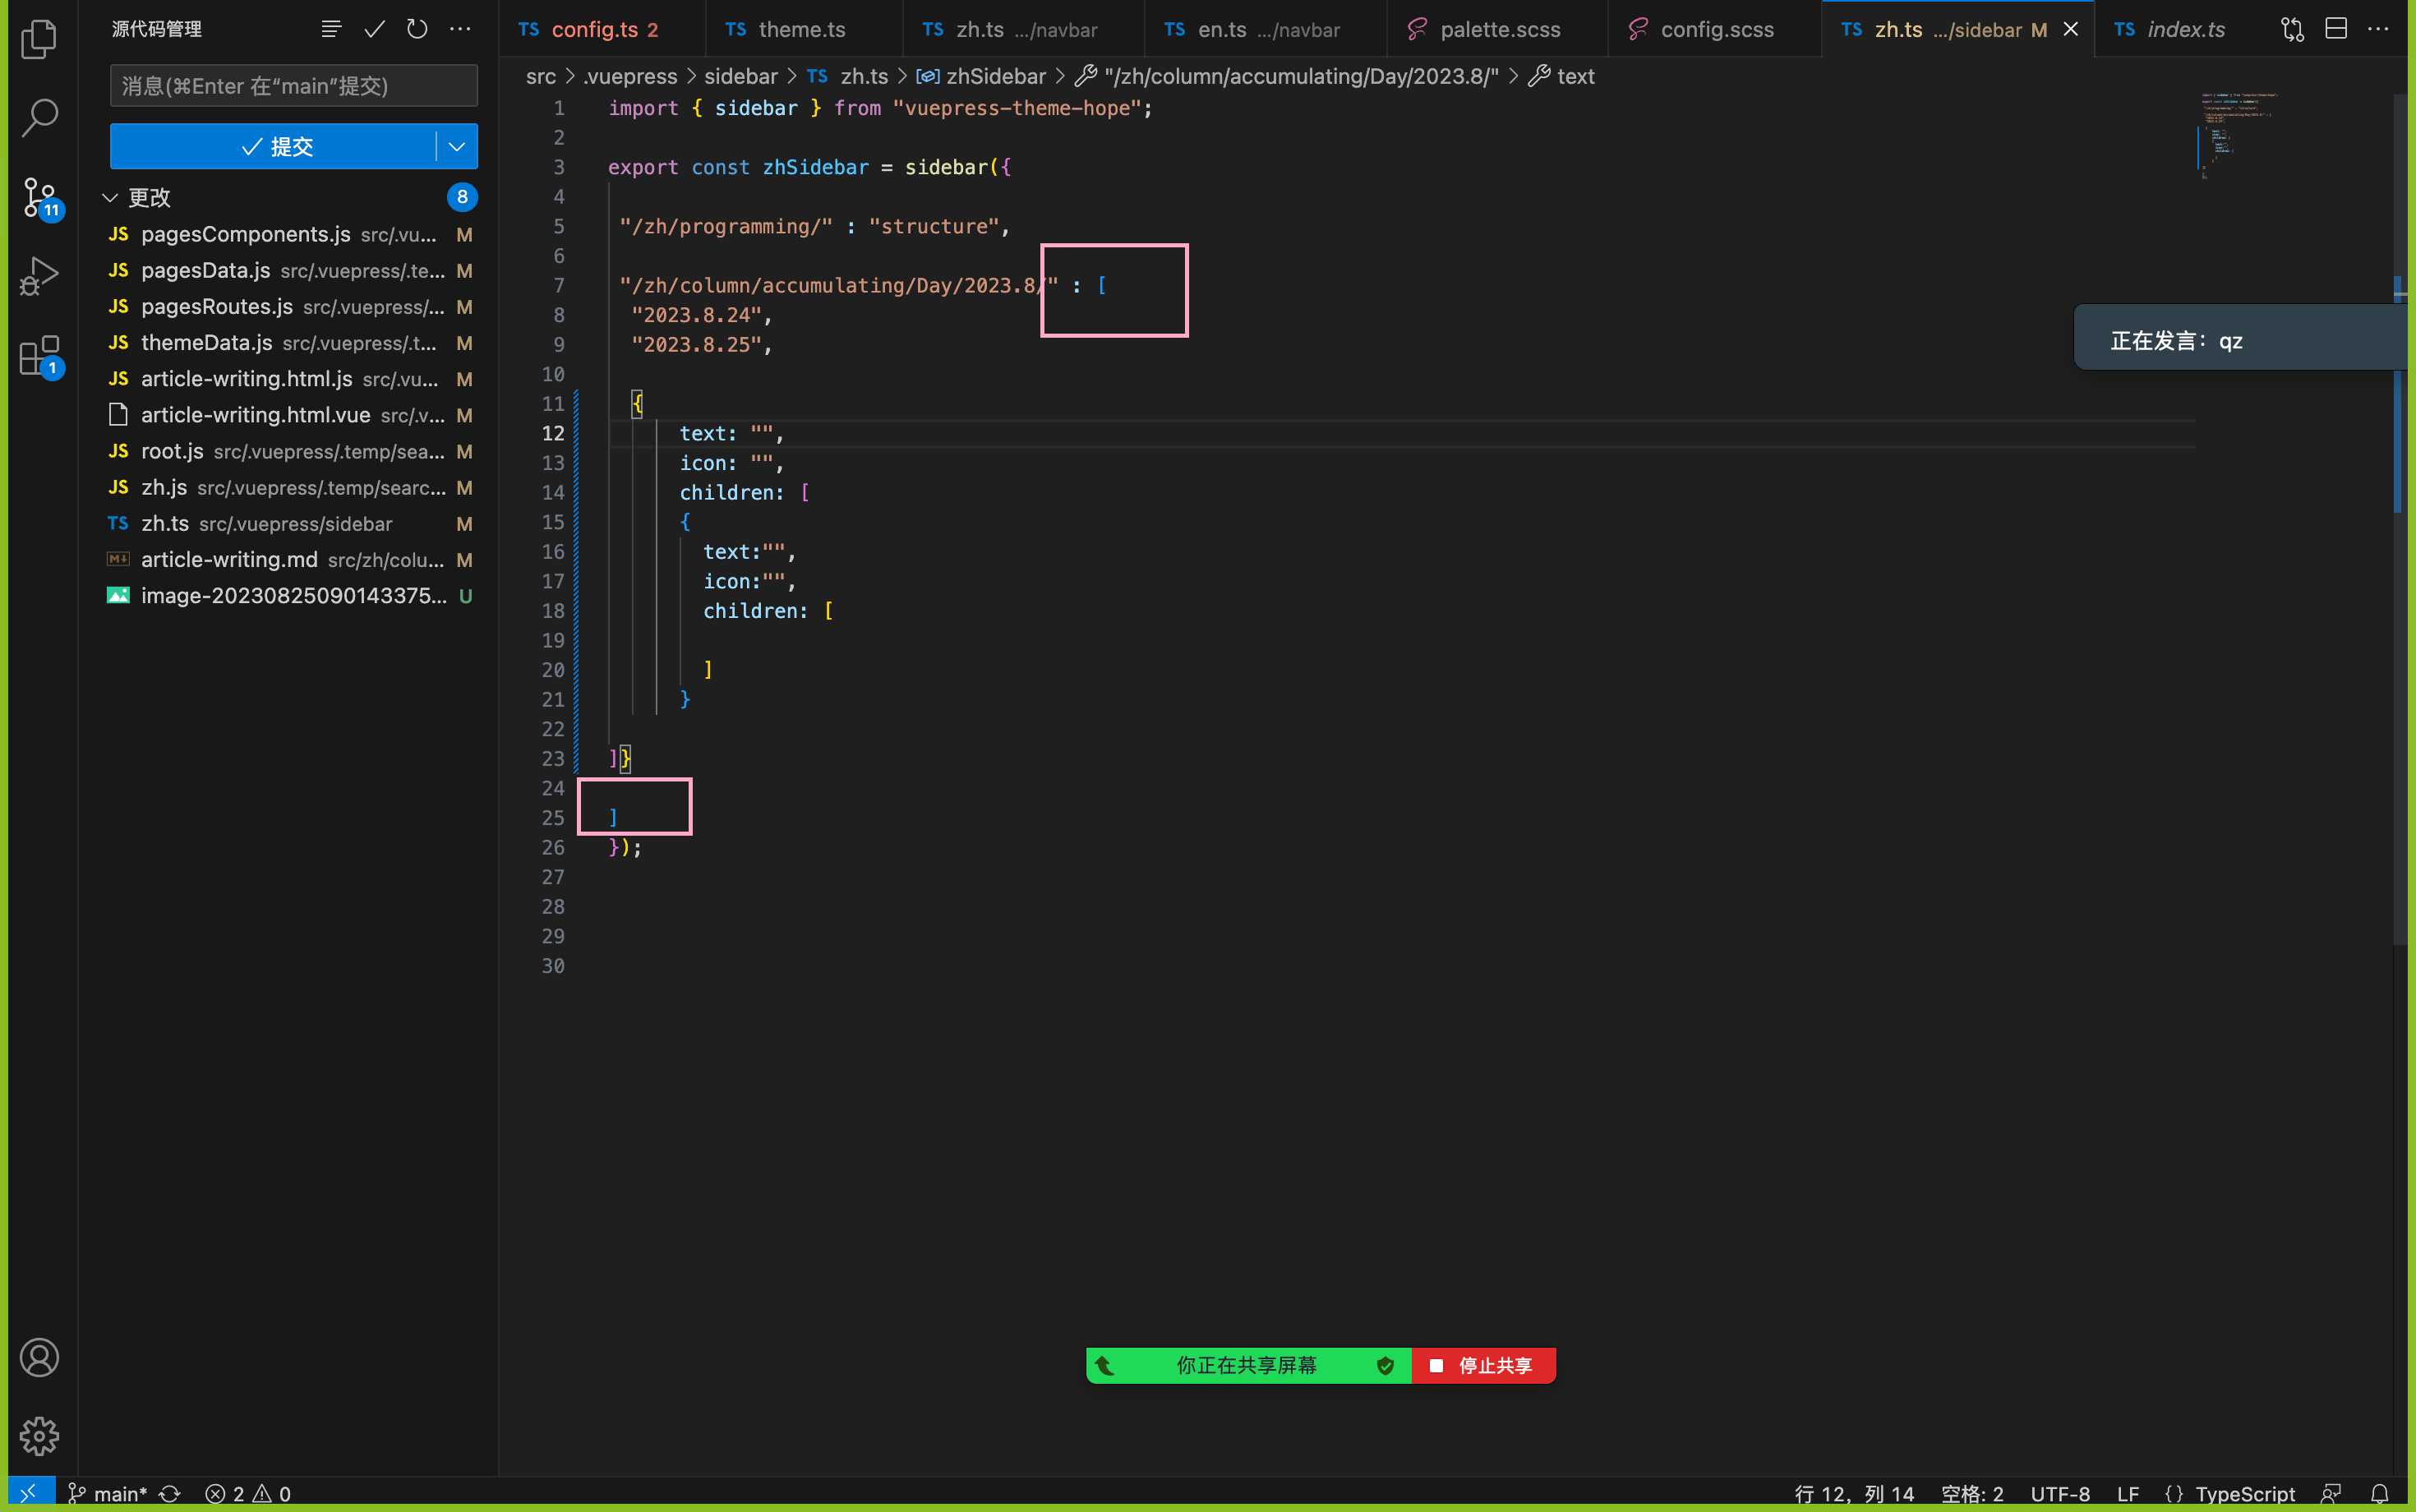 源代码管理
消息(⌘Enter 在“main”提交)
提交
更改 8
JS pagesComponents.js src/.vu... M
JS pagesData.js src/.vuepress/.te... M
JS pagesRoutes.js src/.vuepress/... M
JS themeData.js src/.vuepress/.t... M
JS article-writing.html.js src/.vu... M
article-writing.html.vue src/.v... M
JS root.js src/.vuepress/.temp/sea... M
JS zh.js src/.vuepress/.temp/searc... M
TS zh.ts src/.vuepress/sidebar M
M↓ article-writing.md src/zh/colu... M
image-20230825090143375... U
11
1
TS config.ts 2 TS theme.ts TS zh.ts .../navbar TS en.ts .../navbar palette.scss config.scss TS zh.ts .../sidebar M TS index.ts
src > .vuepress > sidebar > TS zh.ts > zhSidebar > "/zh/column/accumulating/Day/2023.8/" > text
1 import { sidebar } from "vuepress-theme-hope";
2
3 export const zhSidebar = sidebar({
4
5 "/zh/programming/" : "structure",
6
7 "/zh/column/accumulating/Day/2023.8/" : [
8 "2023.8.24",
9 "2023.8.25",
10
11 {
12 text: "",
13 icon: "",
14 children: [
15 {
16 text:"",
17 icon:"",
18 children: [
19
20 ]
21 }
22
23 ]}
24
25 ]
26 });
27
28
29
30
正在发言：qz
你正在共享屏幕 停止共享
main* 2 0 行 12，列 14 空格: 2 UTF-8 LF {} TypeScript